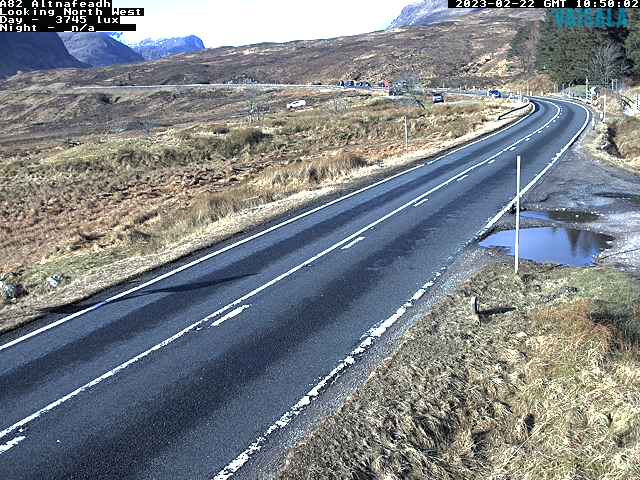 A82 Altnafeadh
Looking North West
Day - 3745 lux
Night - n/a
2023-02-22 GMT 10:50:02
VAISALA